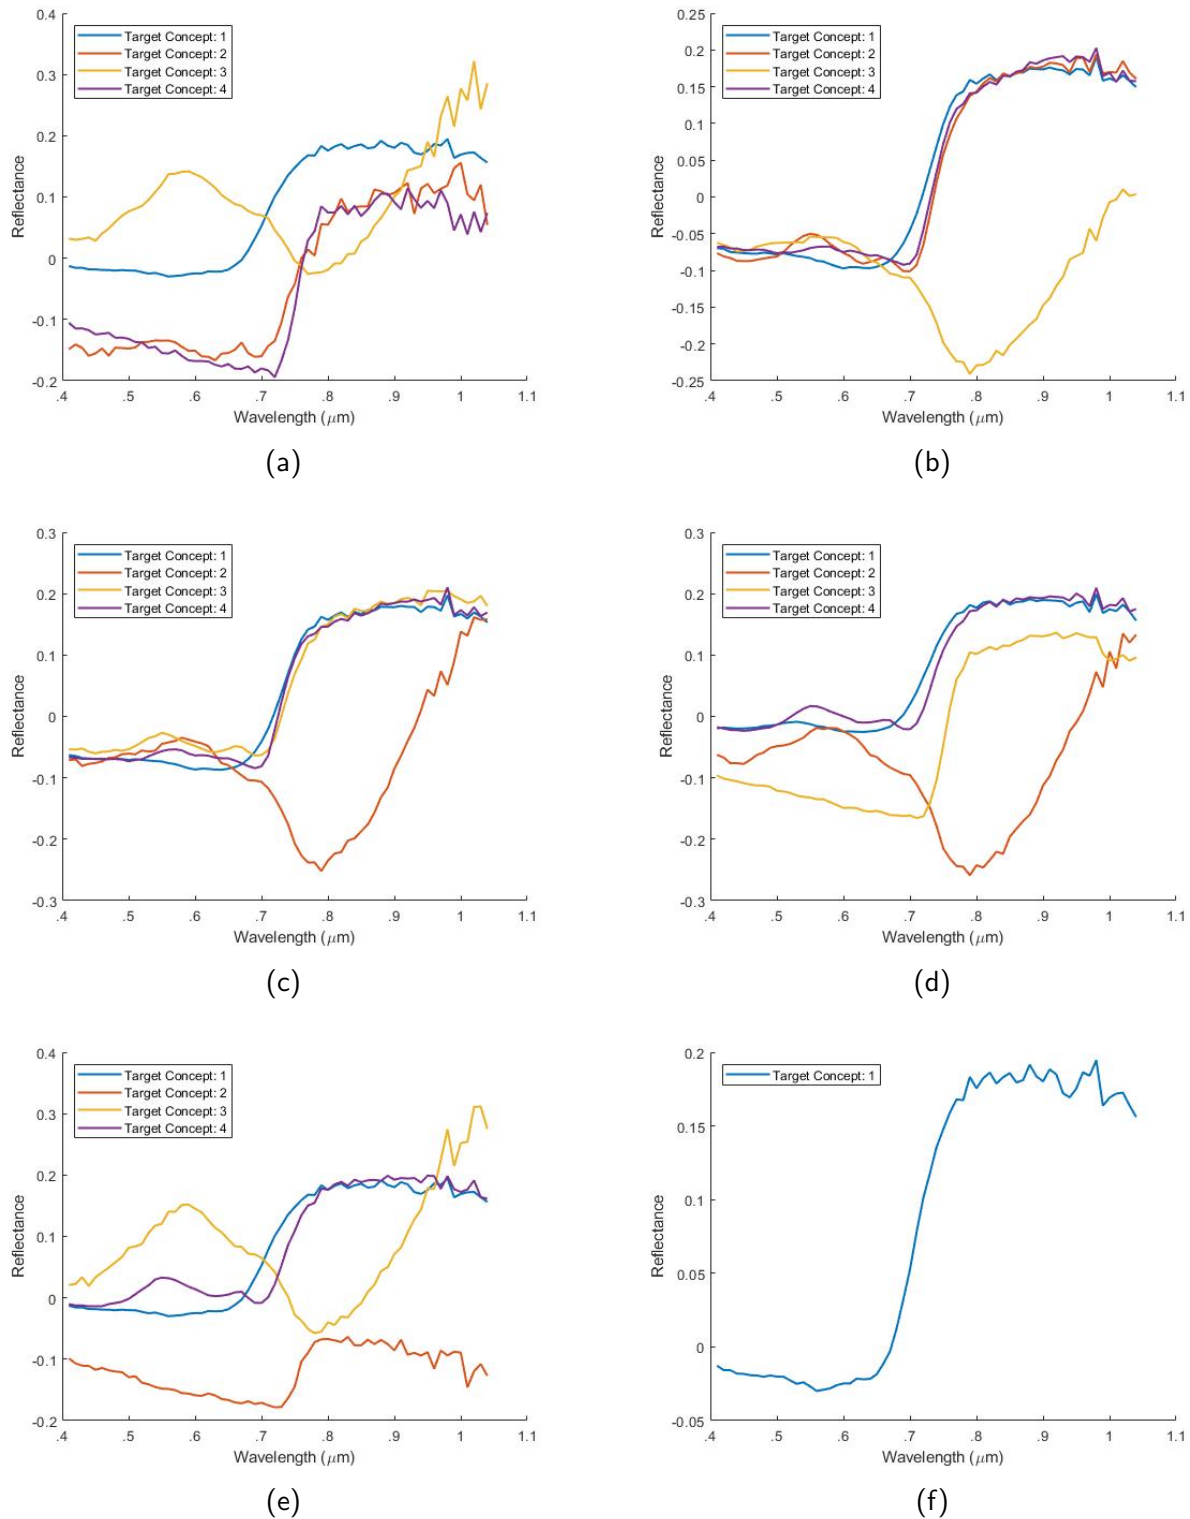 0.4
0.3
0.2
0.1
0
-0.1
-0.2
Reflectance
Target Concept: 1
Target Concept: 2
Target Concept: 3
Target Concept: 4
.4 .5 .6 .7 .8 .9 1 1.1
Wavelength (μm)
(a)
0.25
0.2
0.15
0.1
0.05
0
-0.05
-0.1
-0.15
-0.2
-0.25
Reflectance
Target Concept: 1
Target Concept: 2
Target Concept: 3
Target Concept: 4
.4 .5 .6 .7 .8 .9 1 1.1
Wavelength (μm)
(b)
0.3
0.2
0.1
0
-0.1
-0.2
-0.3
Reflectance
Target Concept: 1
Target Concept: 2
Target Concept: 3
Target Concept: 4
.4 .5 .6 .7 .8 .9 1 1.1
Wavelength (μm)
(c)
0.3
0.2
0.1
0
-0.1
-0.2
-0.3
Reflectance
Target Concept: 1
Target Concept: 2
Target Concept: 3
Target Concept: 4
.4 .5 .6 .7 .8 .9 1 1.1
Wavelength (μm)
(d)
0.4
0.3
0.2
0.1
0
-0.1
-0.2
Reflectance
Target Concept: 1
Target Concept: 2
Target Concept: 3
Target Concept: 4
.4 .5 .6 .7 .8 .9 1 1.1
Wavelength (μm)
(e)
0.2
0.15
0.1
0.05
0
-0.05
Reflectance
Target Concept: 1
.4 .5 .6 .7 .8 .9 1 1.1
Wavelength (μm)
(f)